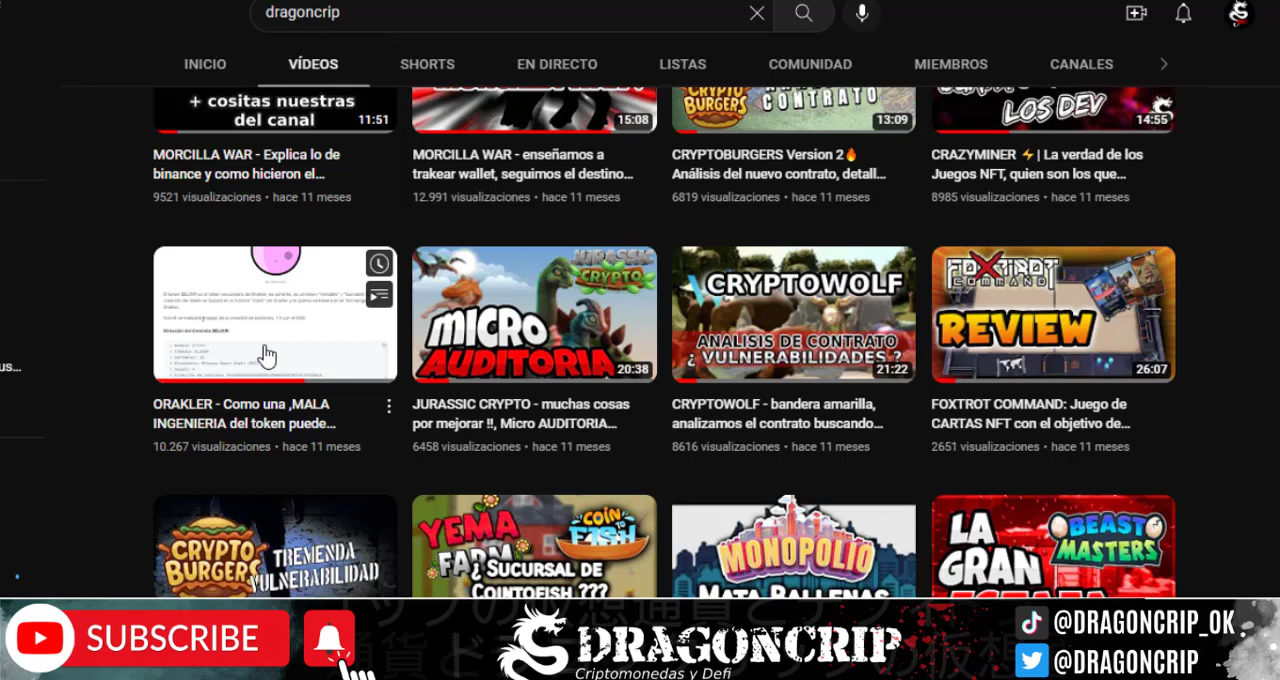 dragoncrip
INICIO VÍDEOS SHORTS EN DIRECTO LISTAS COMUNIDAD MIEMBROS CANALES
+ cositas nuestras
del canal
11:51
15:08
CRYPTO
BURGERS
CONTRATO
13:09
LOS DEV
14:55
MORCILLA WAR - Explica lo de
binance y como hicieron el...
9521 visualizaciones • hace 11 meses
MORCILLA WAR - enseñamos a
trakear wallet, seguimos el destino...
12.991 visualizaciones • hace 11 meses
CRYPTOBURGERS Version 2🔥
Análisis del nuevo contrato, detall...
6819 visualizaciones • hace 11 meses
CRAZYMINER ⚡| La verdad de los
Juegos NFT, quien son los que...
8985 visualizaciones • hace 11 meses
us...
JURASSIC
CRYPTO
MICRO
AUDITORIA
20:38
CRYPTOWOLF
ANALISIS DE CONTRATO
¿ VULNERABILIDADES ?
21:22
FOXTROT
COMMAND
REVIEW
26:07
ORAKLER - Como una ,MALA
INGENIERIA del token puede...
10.267 visualizaciones • hace 11 meses
JURASSIC CRYPTO - muchas cosas
por mejorar !!, Micro AUDITORIA...
6458 visualizaciones • hace 11 meses
CRYPTOWOLF - bandera amarilla,
analizamos el contrato buscando...
8616 visualizaciones • hace 11 meses
FOXTROT COMMAND: Juego de
CARTAS NFT con el objetivo de...
2651 visualizaciones • hace 11 meses
CRYPTO
BURGERS
TREMENDA
VULNERABILIDAD
YEMA
FARM
COIN
TO
FISH
¿ SUCURSAL DE
COINTOFISH ???
MONOPOLIO
MATA BALLENAS
LA
GRAN
BEAST
MASTERS
SUBSCRIBE
DRAGONCRIP
Criptomonedas y Defi
@DRAGONCRIP_OK
@DRAGONCRIP